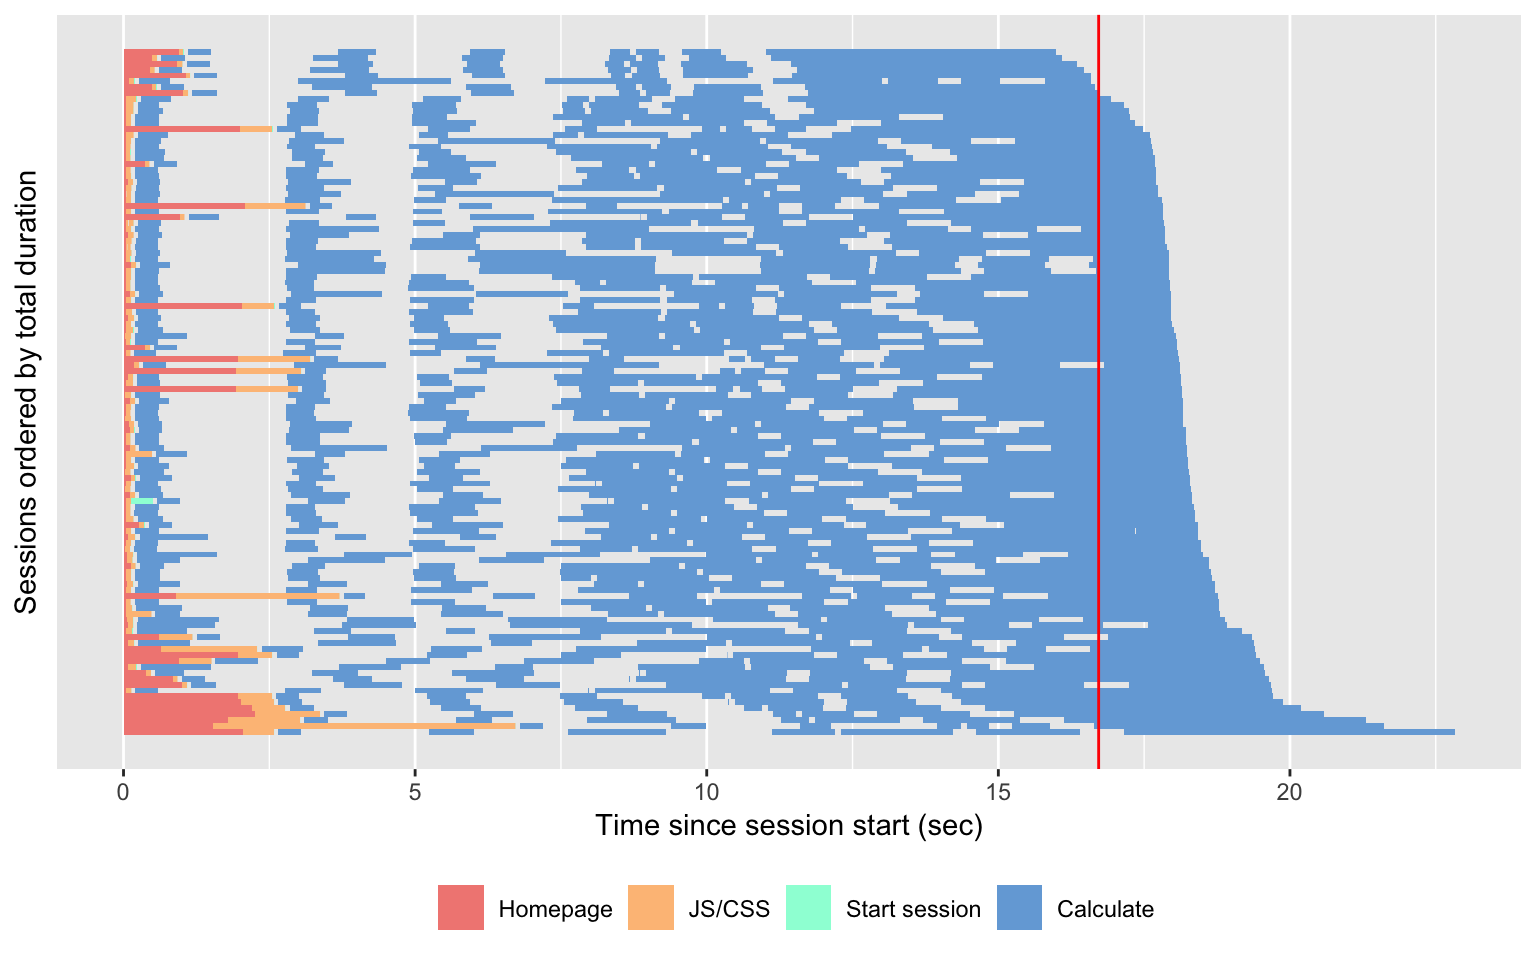 Sessions ordered by total duration
0 5 10 15 20
Time since session start (sec)
Homepage JS/CSS Start session Calculate